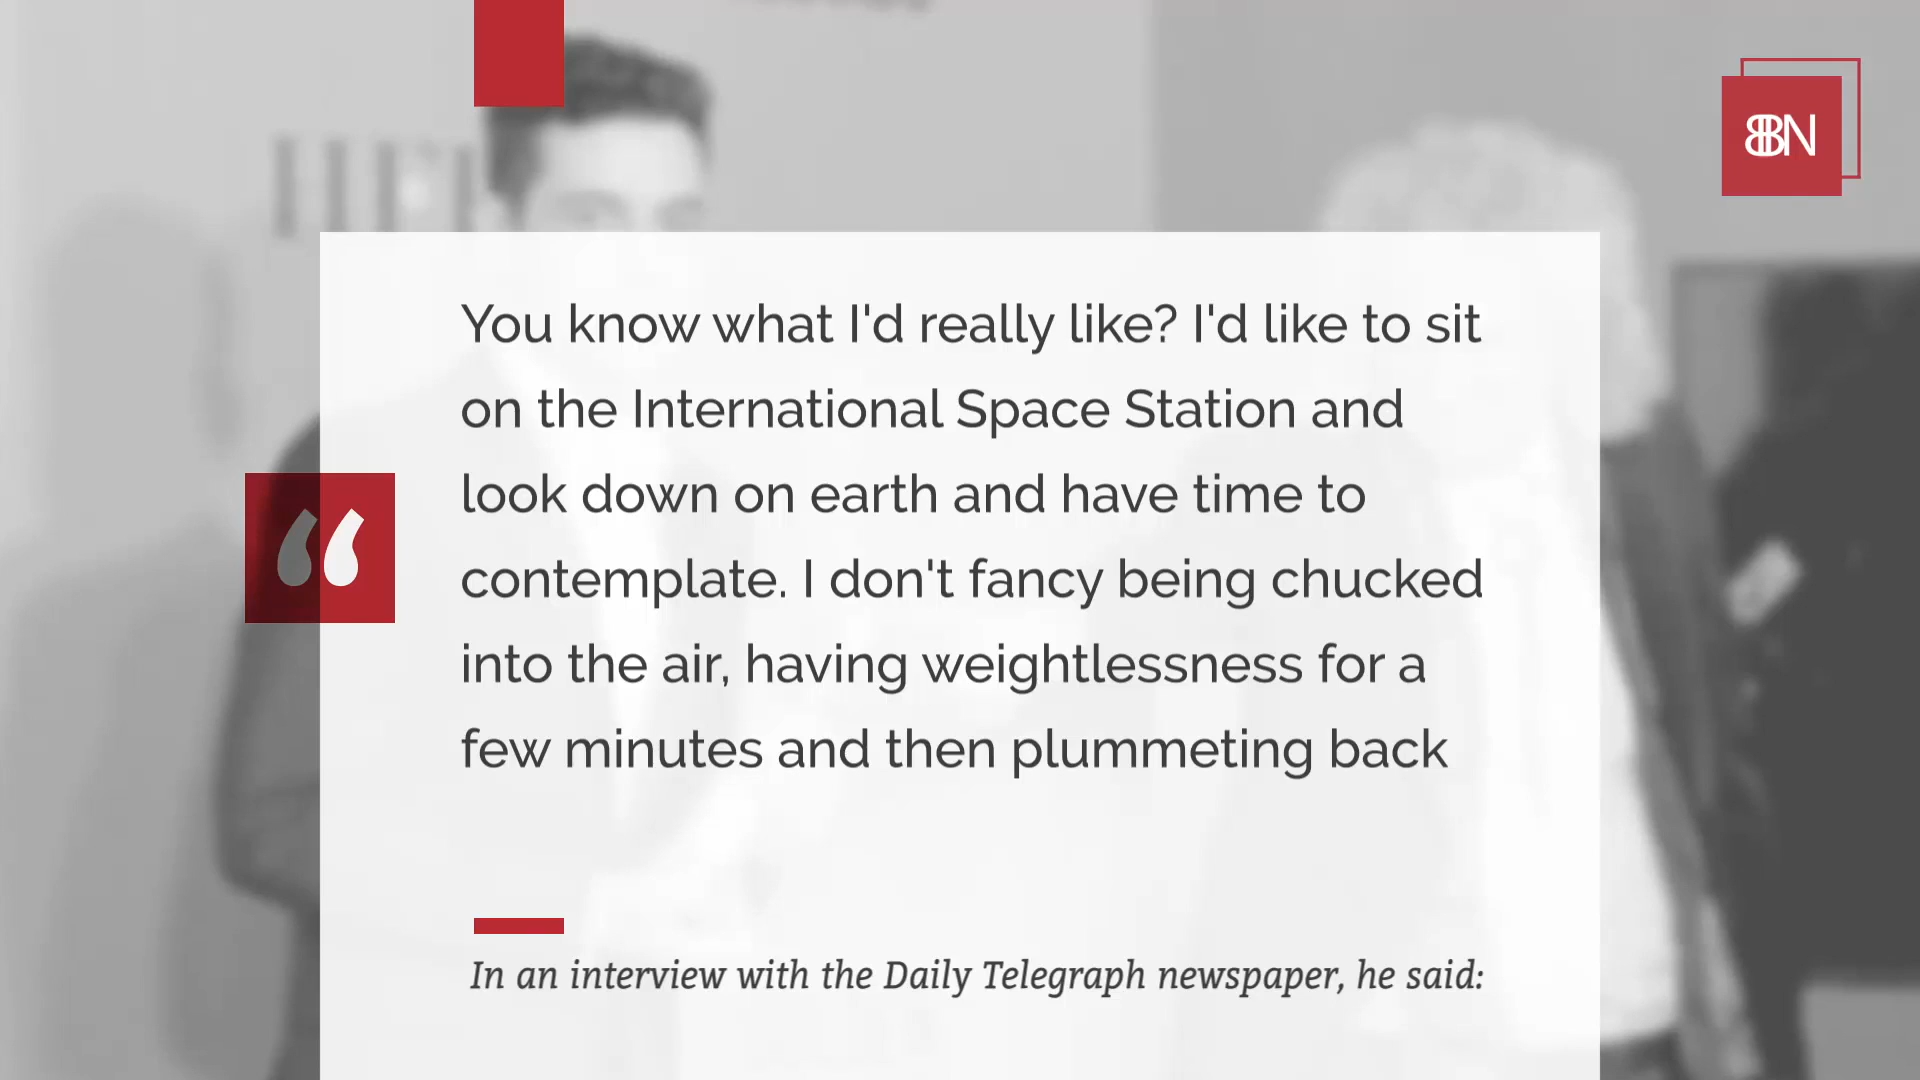 BBN
You know what I'd really like? I'd like to sit
on the International Space Station and
look down on earth and have time to
contemplate. I don't fancy being chucked
into the air, having weightlessness for a
few minutes and then plummeting back
In an interview with the Daily Telegraph newspaper, he said: